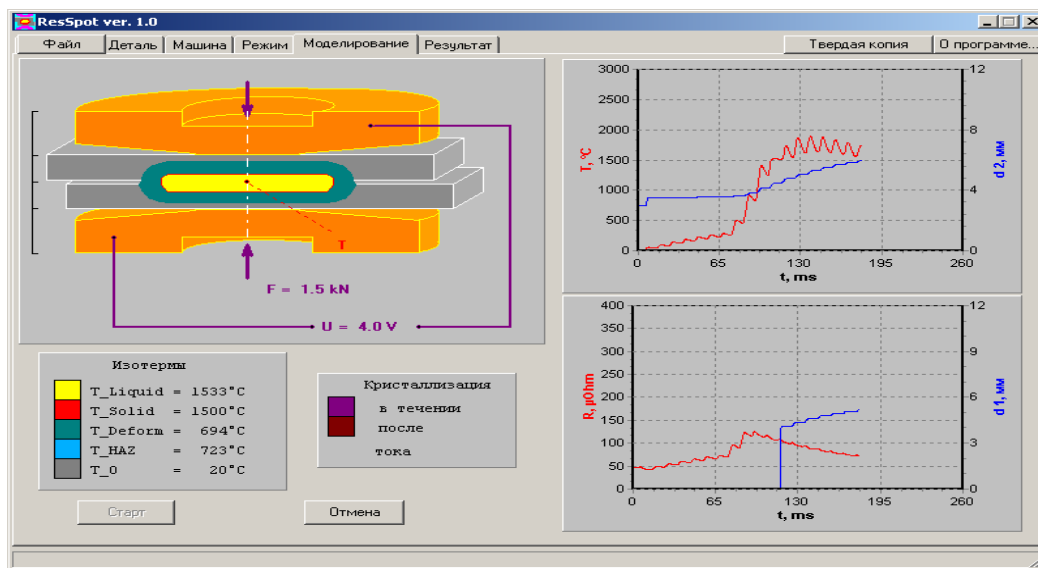 ResSpot ver. 1.0
Файл Деталь Машина Режим Моделирование Результат Твердая копия О программе...
T
F = 1.5 kN
U = 4.0 V
3000
2500
2000
1500
1000
500
0
T, °C
12
8
4
0
d2, мм
0 65 130 195 260
t, ms
400
350
300
250
200
150
100
50
0
R, µOhm
12
9
6
3
0
d1, мм
0 65 130 195 260
t, ms
Изотермы
T_Liquid = 1533°C
T_Solid = 1500°C
T_Deform = 694°C
T_HAZ = 723°C
T_0 = 20°C
Кристаллизация
в течении
после
тока
Старт Отмена